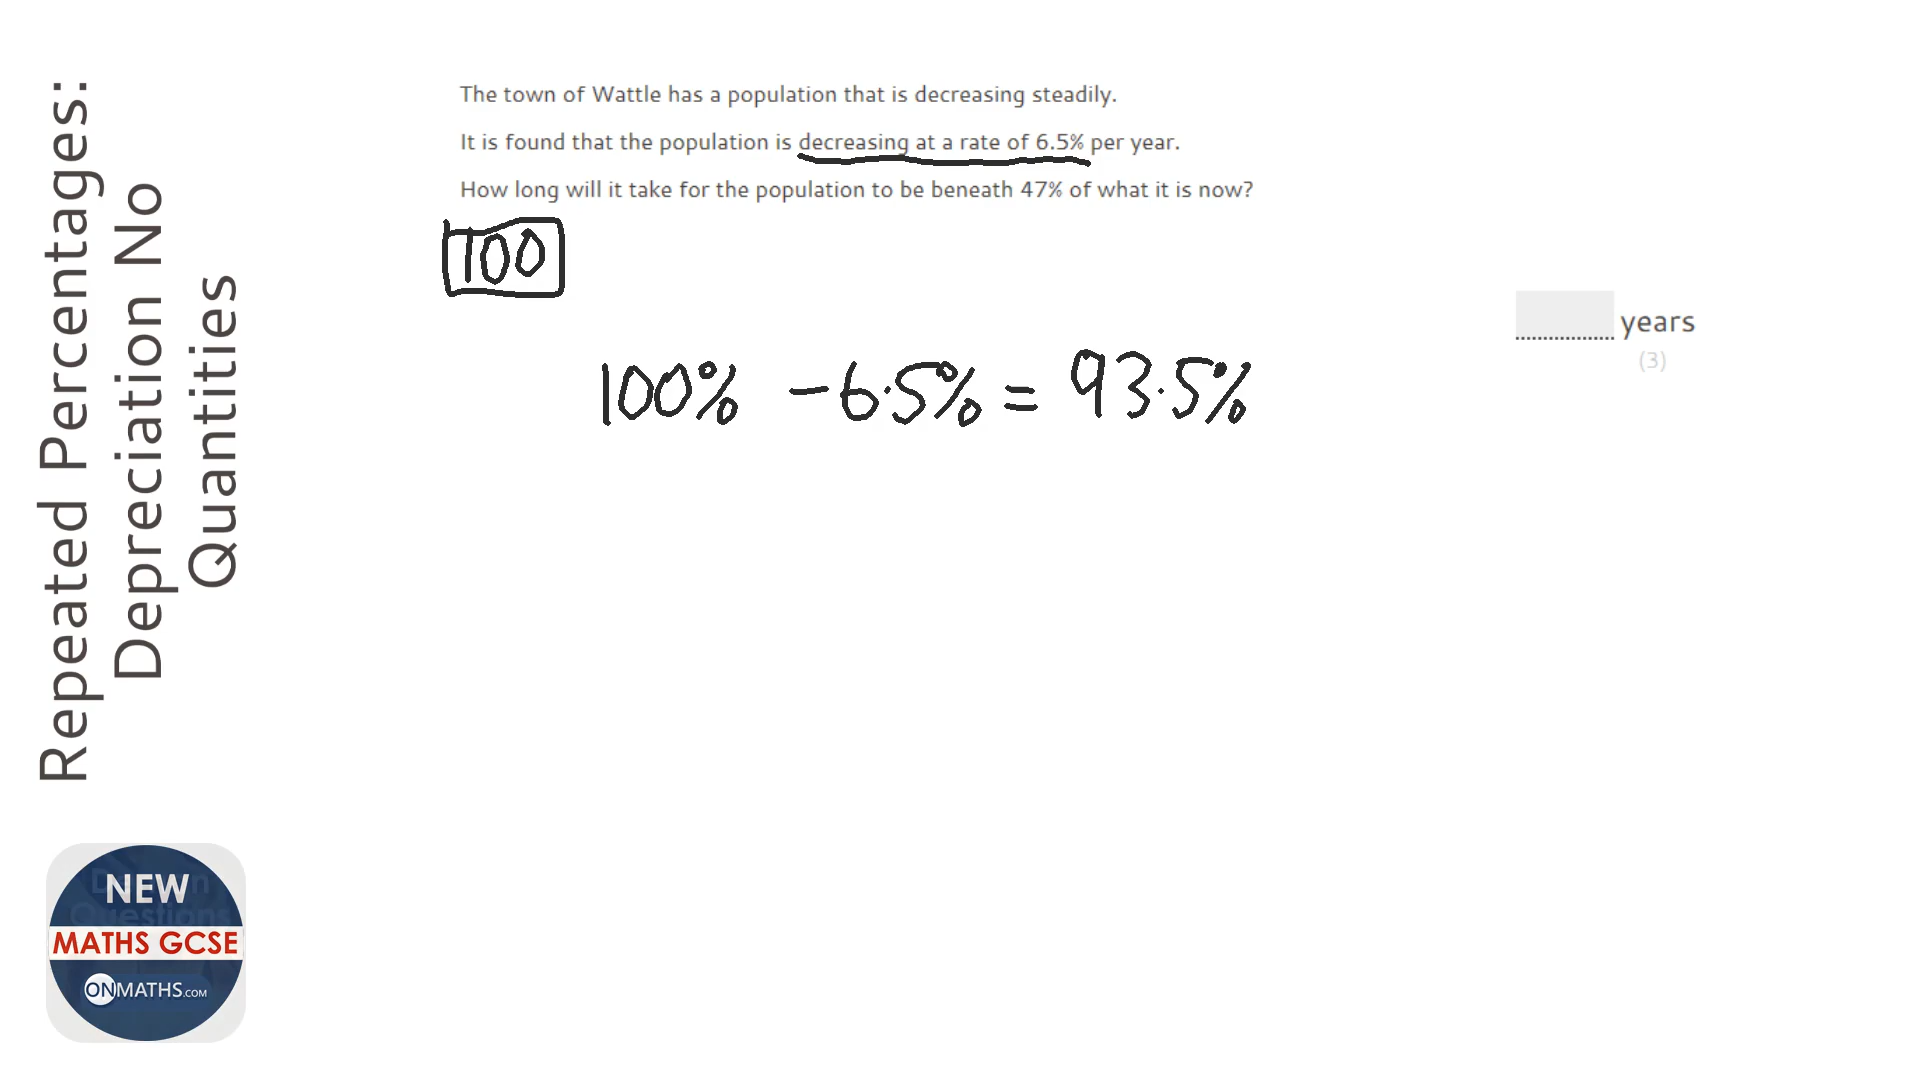 Repeated Percentages:
Depreciation No
Quantities
The town of Wattle has a population that is decreasing steadily.
It is found that the population is decreasing at a rate of 6.5% per year.
How long will it take for the population to be beneath 47% of what it is now?
100
years
(3)
100% - 6.5% = 93.5%
NEW
MATHS GCSE
ONMATHS.COM